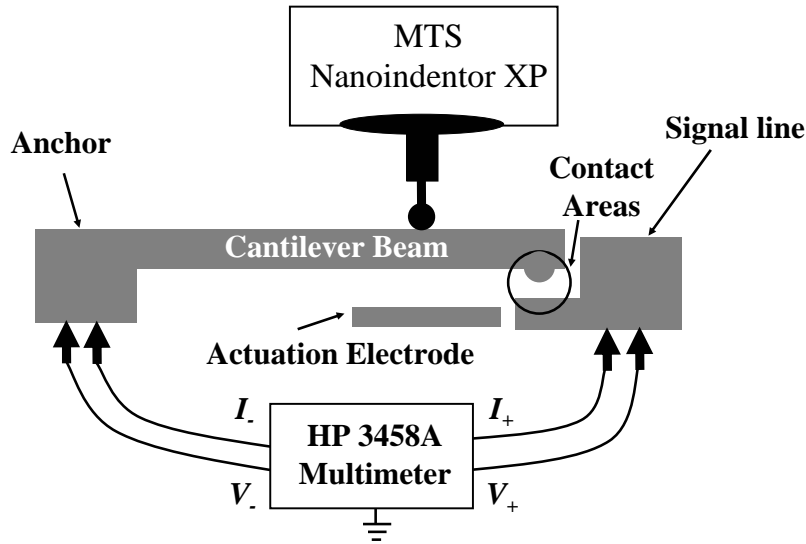 MTS
Nanoindentor XP
Anchor
Signal line
Contact
Areas
Cantilever Beam
Actuation Electrode
I-
I+
HP 3458A
Multimeter
V-
V+